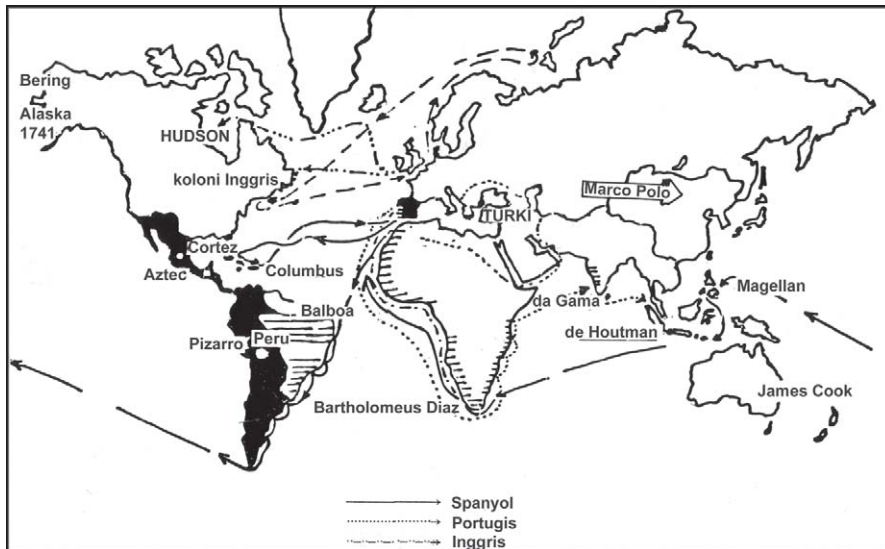 Bering
Alaska
1741
HUDSON
koloni Inggris
Marco Polo
TURKI
Cortez
Aztec
Columbus
Magellan
da Gama
Balboa
de Houtman
Pizarro
Peru
James Cook
Bartholomeus Diaz
Spanyol
Portugis
Inggris